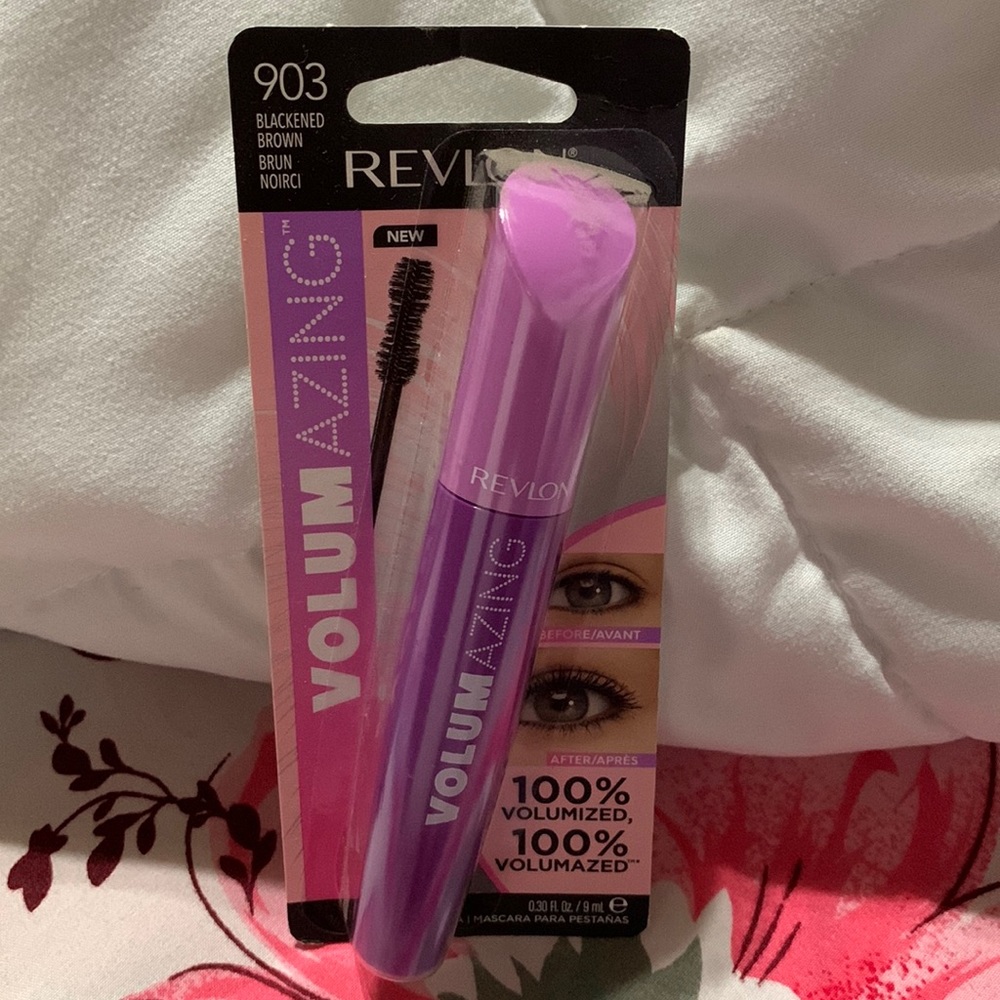 903
BLACKENED
BROWN
BRUN
NOIRCI
REVLON®
NEW
VOLUMAZING™
REVLON
VOLUMAZING
BEFORE/AVANT
AFTER/APRÈS
100%
VOLUMIZED,
100%
VOLUMAZED
0.30 Fl. Oz. / 9 mL e
| MASCARA PARA PESTAÑAS